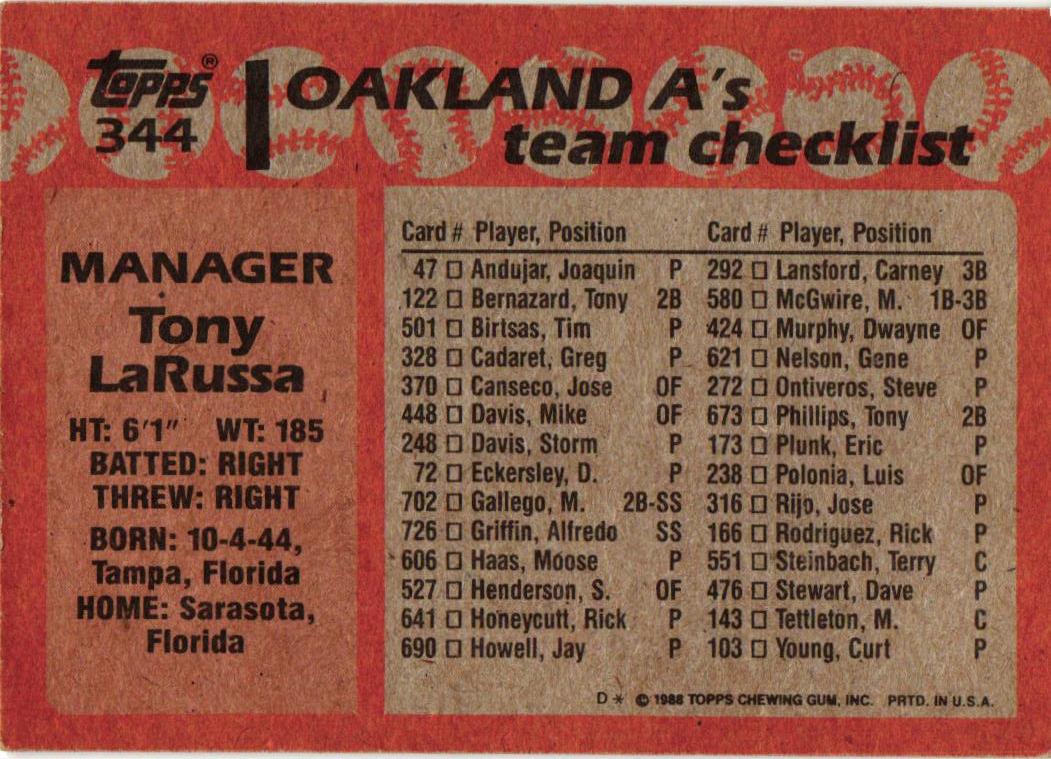 topps®
344
OAKLAND A's
team checklist
MANAGER
Tony
LaRussa
HT: 6'1" WT: 185
BATTED: RIGHT
THREW: RIGHT
BORN: 10-4-44,
Tampa, Florida
HOME: Sarasota,
Florida
Card # Player, Position
47 □ Andujar, Joaquin P
122 □ Bernazard, Tony 2B
501 □ Birtsas, Tim P
328 □ Cadaret, Greg P
370 □ Canseco, Jose OF
448 □ Davis, Mike OF
248 □ Davis, Storm P
72 □ Eckersley, D. P
702 □ Gallego, M. 2B-SS
726 □ Griffin, Alfredo SS
606 □ Haas, Moose P
527 □ Henderson, S. OF
641 □ Honeycutt, Rick P
690 □ Howell, Jay P
Card # Player, Position
292 □ Lansford, Carney 3B
580 □ McGwire, M. 1B-3B
424 □ Murphy, Dwayne OF
621 □ Nelson, Gene P
272 □ Ontiveros, Steve P
673 □ Phillips, Tony 2B
173 □ Plunk, Eric P
238 □ Polonia, Luis OF
316 □ Rijo, Jose P
166 □ Rodriguez, Rick P
551 □ Steinbach, Terry C
476 □ Stewart, Dave P
143 □ Tettleton, M. C
103 □ Young, Curt P
D* © 1988 TOPPS CHEWING GUM, INC. PRTD. IN U.S.A.